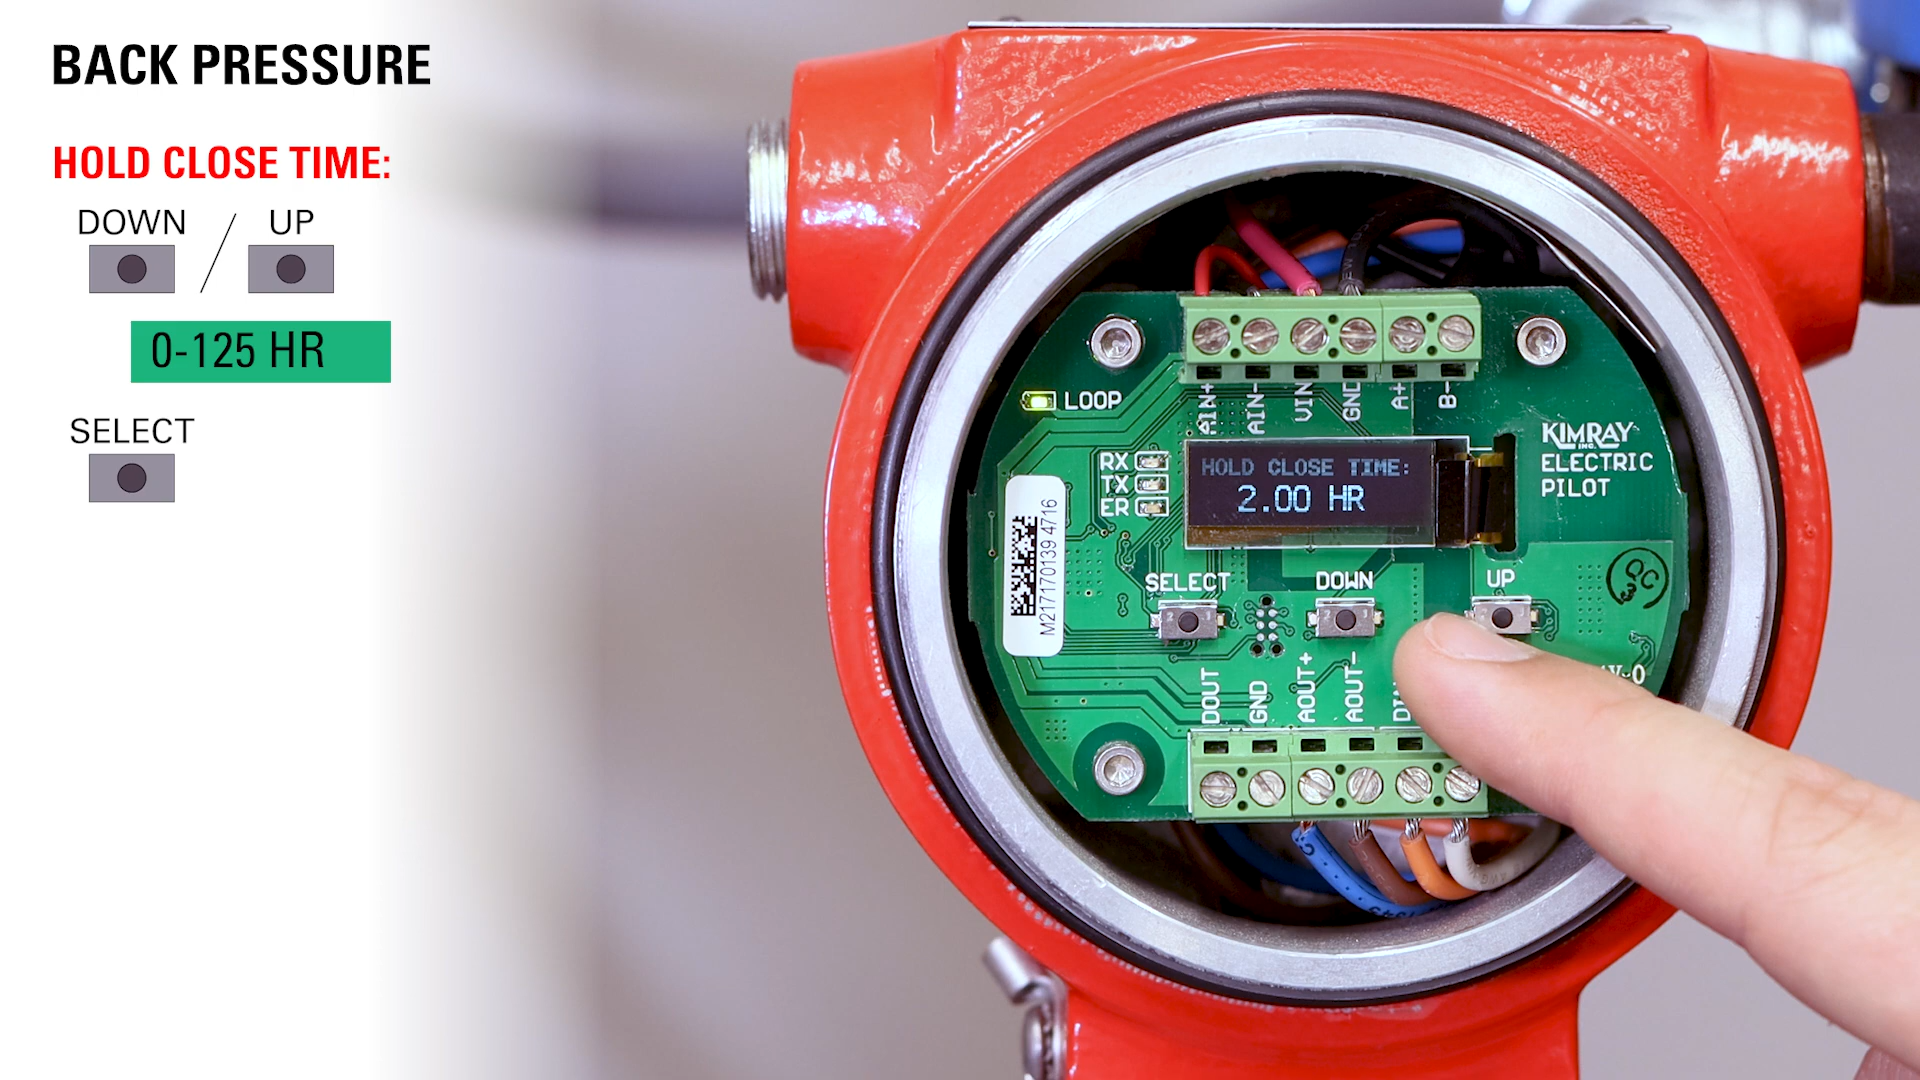 BACK PRESSURE
HOLD CLOSE TIME:
DOWN / UP
0-125 HR
SELECT
AIN+ AIN- VIN GND A+ B-
LOOP
KIMRAY
INC.
ELECTRIC
PILOT
RX
TX
ER
HOLD CLOSE TIME:
2.00 HR
M217170139 4716
SELECT DOWN UP
DOUT GND AOUT+ AOUT-